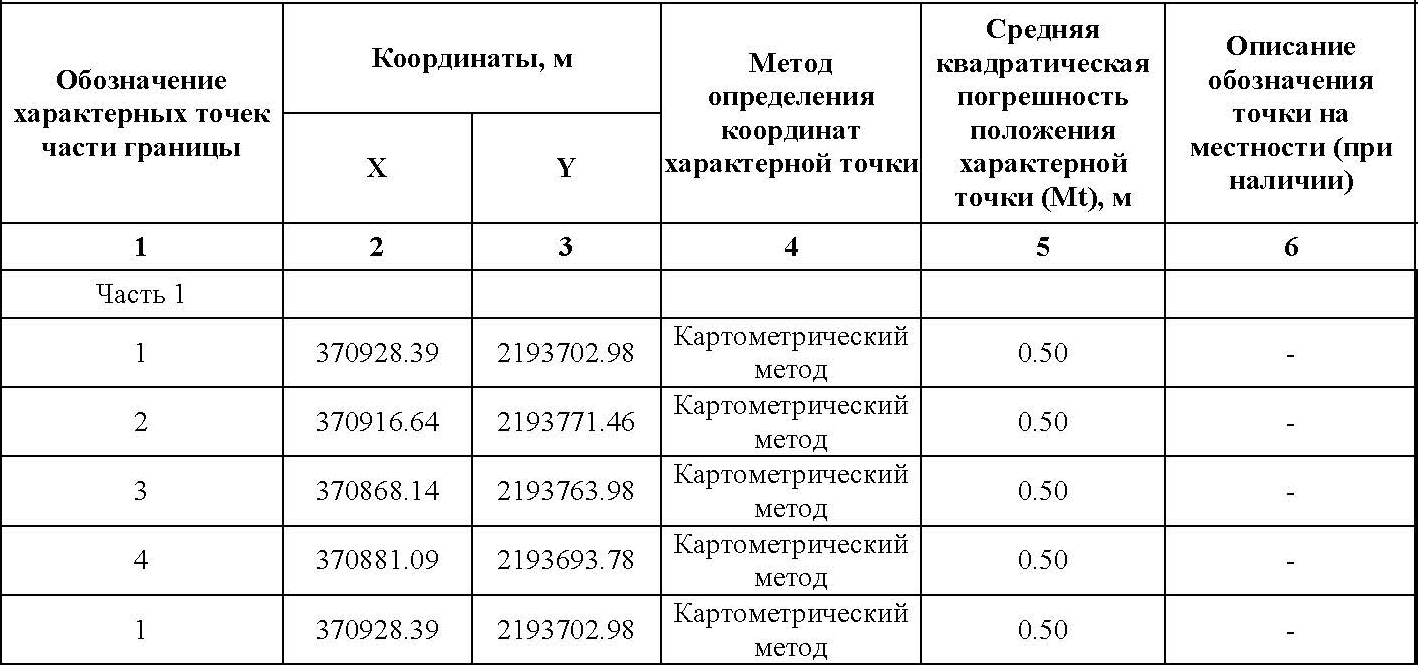 Обозначение
характерных точек
части границы
Координаты, м
X
Y
Метод
определения
координат
характерной точки
Средняя
квадратическая
погрешность
положения
характерной
точки (Mt), м
Описание
обозначения
точки на
местности (при
наличии)
1 2 3 4 5 6
Часть 1
1 370928.39 2193702.98 Картометрический
метод 0.50 -
2 370916.64 2193771.46 Картометрический
метод 0.50 -
3 370868.14 2193763.98 Картометрический
метод 0.50 -
4 370881.09 2193693.78 Картометрический
метод 0.50 -
1 370928.39 2193702.98 Картометрический
метод 0.50 -